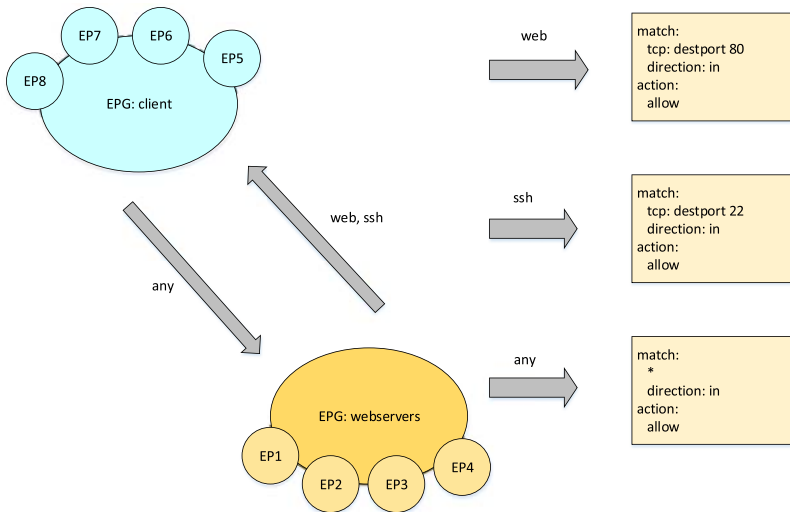 EP7
EP6
EP5
EP8
EPG: client
web
match:
tcp: destport 80
direction: in
action:
allow
ssh
match:
tcp: destport 22
direction: in
action:
allow
web, ssh
any
any
match:
*
direction: in
action:
allow
EPG: webservers
EP1
EP2
EP3
EP4